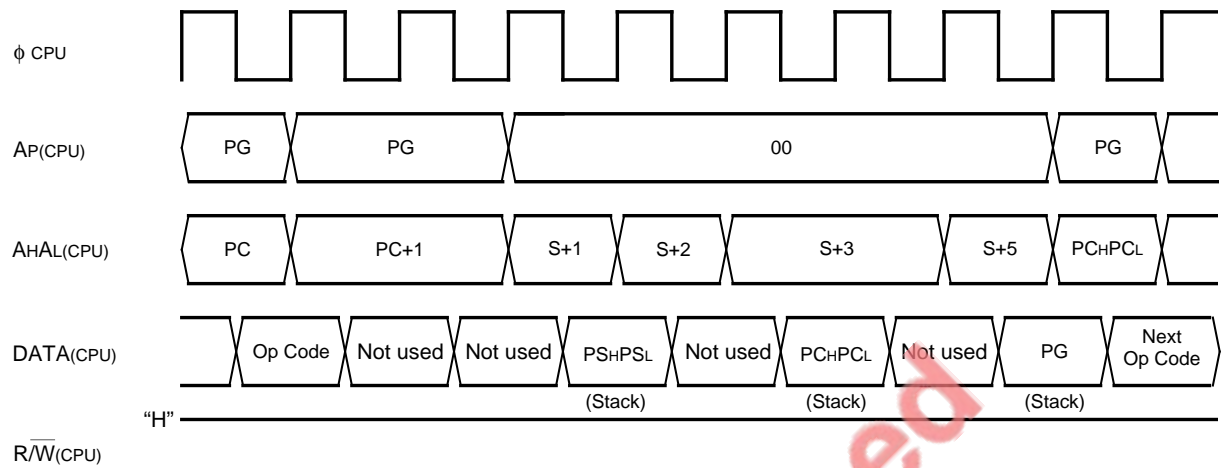 ϕ CPU
AP(CPU) PG PG 00 PG
AHAL(CPU) PC PC+1 S+1 S+2 S+3 S+5 PCHPCL
DATA(CPU) Op Code Not used Not used PSHPSL Not used PCHPCL Not used PG Next Op Code
(Stack) (Stack) (Stack)
“H”
R/W̅(CPU)